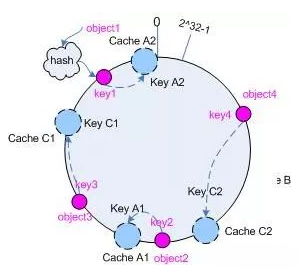 object1
0
2^32-1
Cache A2
hash
key1
Key A2
object4
key4
Key C1
Cache C1
e B
Key C2
key3
Key A1
key2
object3
Cache C2
Cache A1
object2